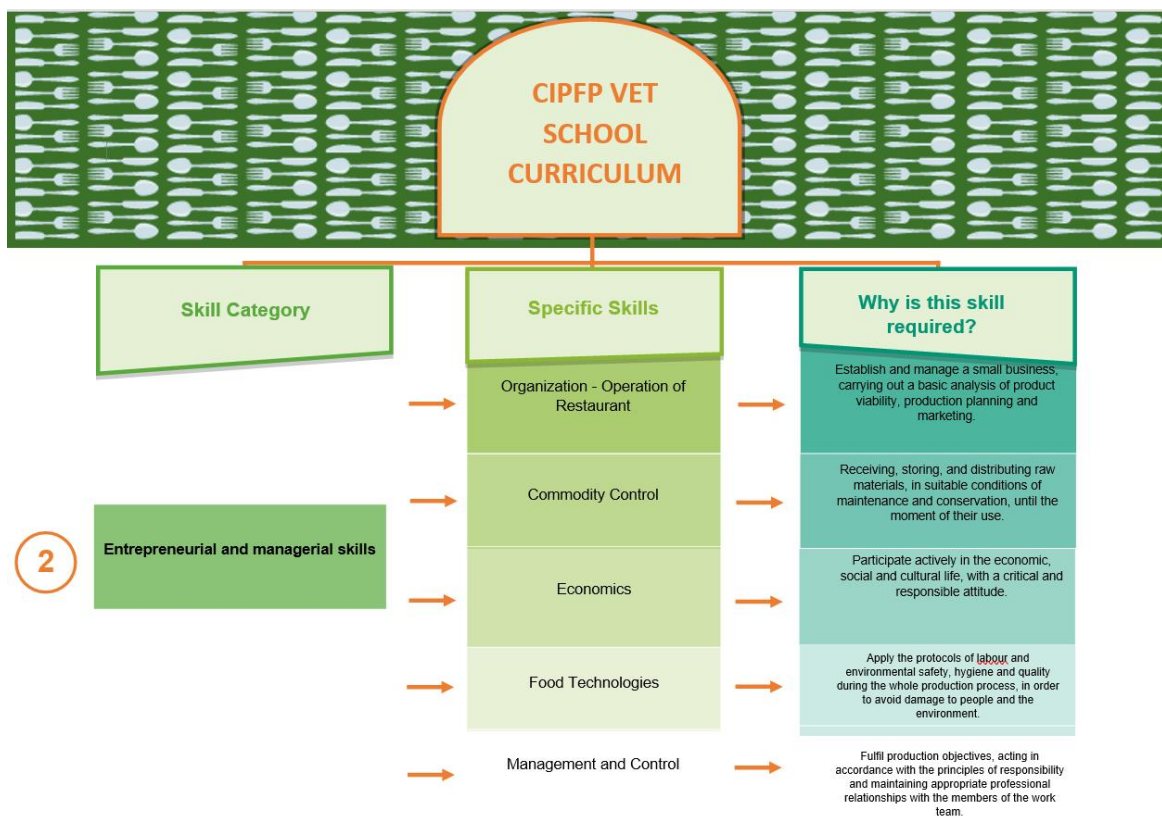 CIPFP VET
SCHOOL
CURRICULUM
Skill Category
Specific Skills
Why is this skill
required?
Organization - Operation of
Restaurant
Establish and manage a small business,
carrying out a basic analysis of product
viability, production planning and
marketing.
Commodity Control
Receiving, storing, and distributing raw
materials, in suitable conditions of
maintenance and conservation, until the
moment of their use.
2
Entrepreneurial and managerial skills
Economics
Participate actively in the economic,
social and cultural life, with a critical and
responsible attitude.
Food Technologies
Apply the protocols of labour and
environmental safety, hygiene and quality
during the whole production process, in order
to avoid damage to people and the
environment.
Management and Control
Fulfil production objectives, acting in
accordance with the principles of responsibility
and maintaining appropriate professional
relationships with the members of the work
team.